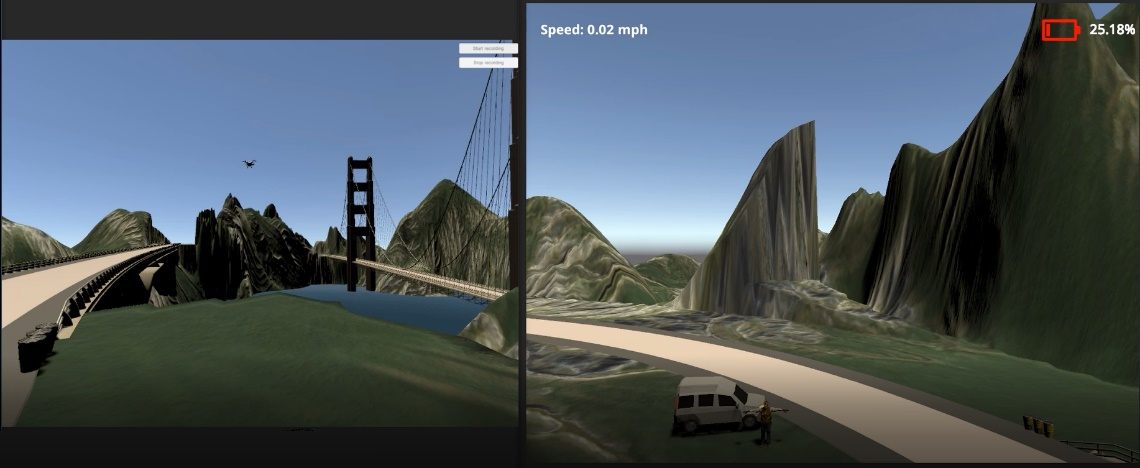 Start recording
Stop recording
Speed: 0.02 mph
25.18%